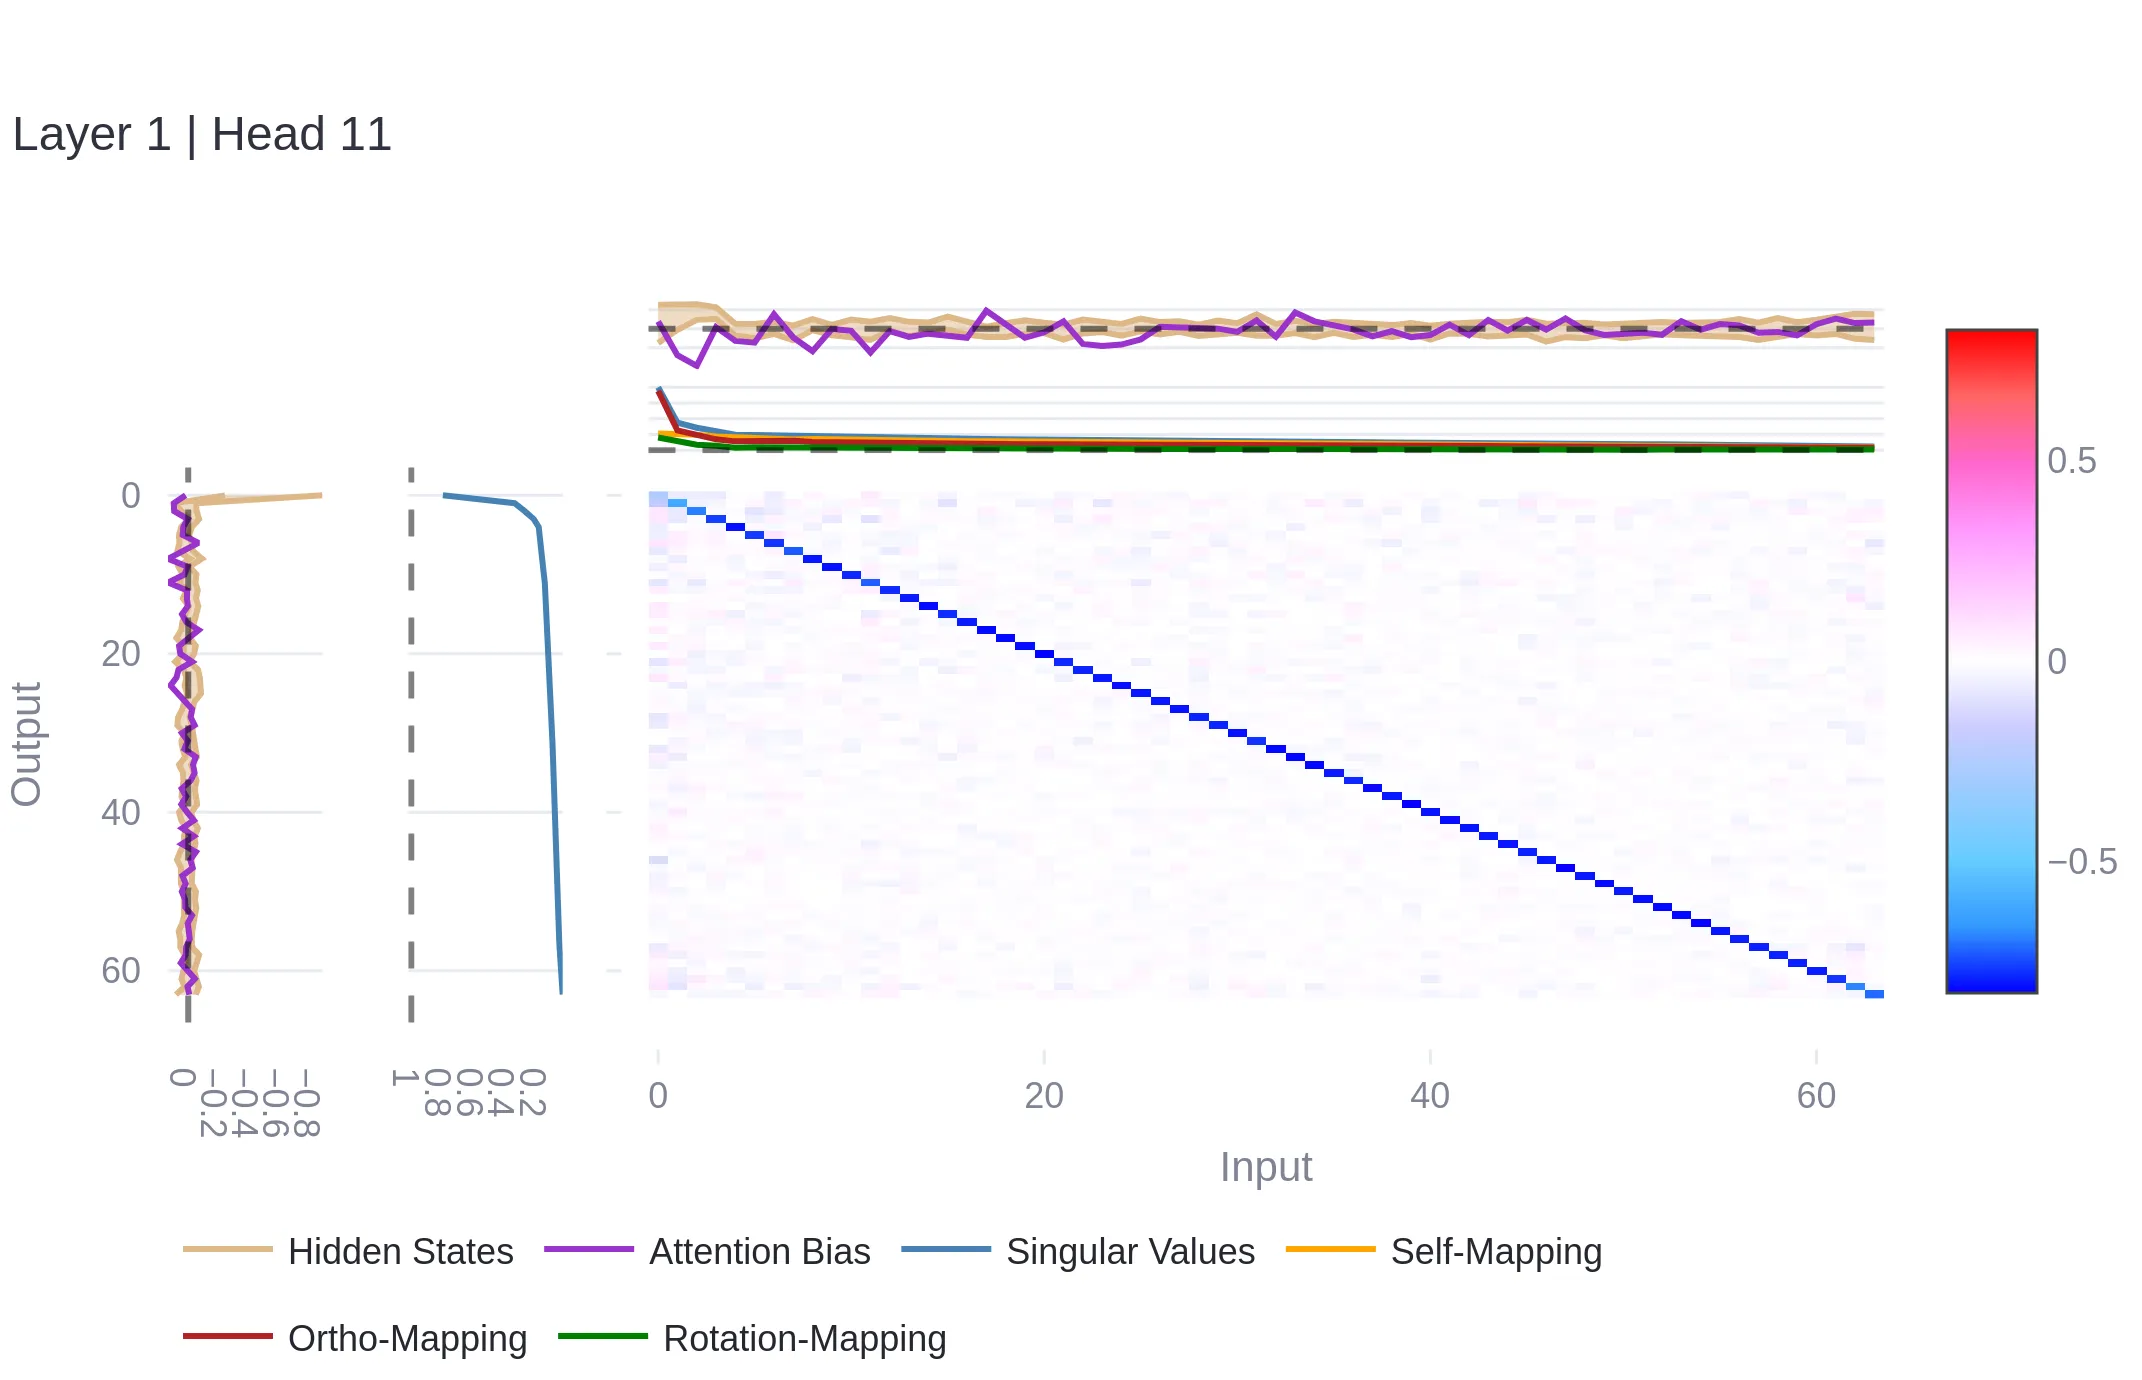 Layer 1 | Head 11
0
20
40
60
Output
0
−0.2
−0.4
−0.6
−0.8
1
0.8
0.6
0.4
0.2
0
20
40
60
Input
0.5
0
−0.5
Hidden States
Attention Bias
Singular Values
Self-Mapping
Ortho-Mapping
Rotation-Mapping